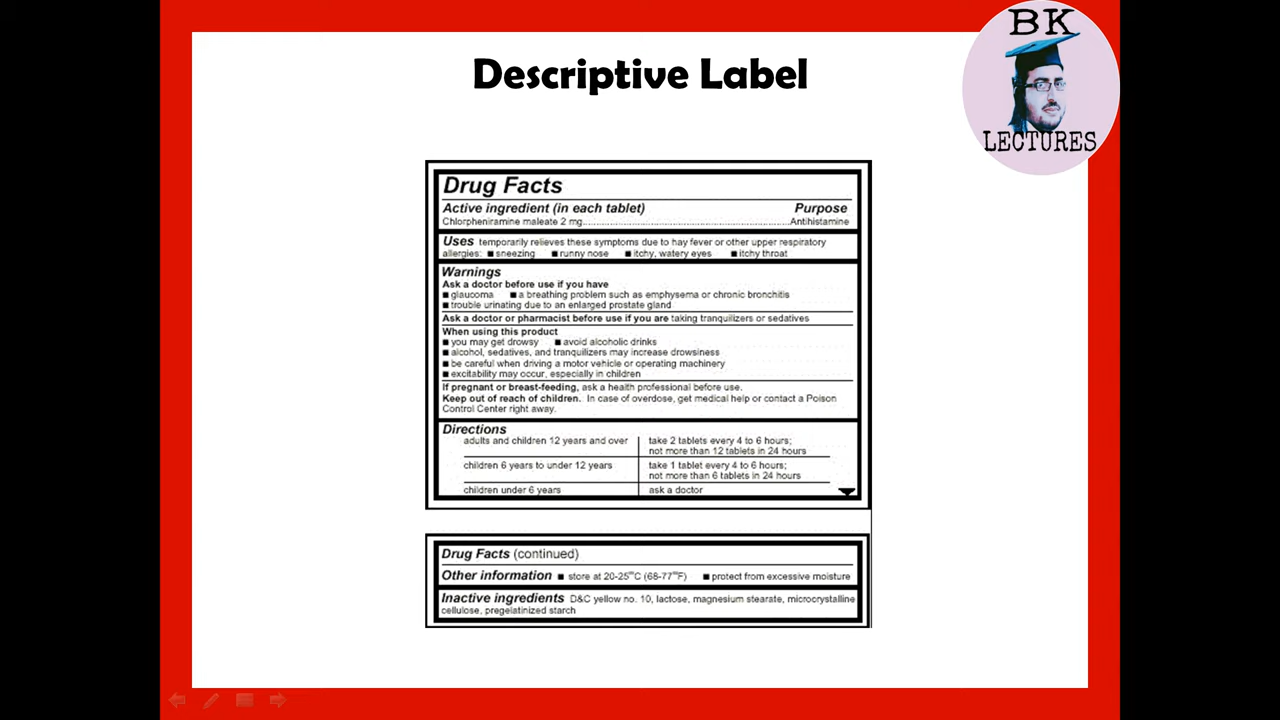 BK
LECTURES
Descriptive Label
Drug Facts
Active ingredient (in each tablet) Purpose
Chlorpheniramine maleate 2 mg..........................................................Antihistamine
Uses temporarily relieves these symptoms due to hay fever or other upper respiratory
allergies: ■ sneezing ■ runny nose ■ itchy, watery eyes ■ itchy throat
Warnings
Ask a doctor before use if you have
■ glaucoma ■ a breathing problem such as emphysema or chronic bronchitis
■ trouble urinating due to an enlarged prostate gland
Ask a doctor or pharmacist before use if you are taking tranquilizers or sedatives
When using this product
■ you may get drowsy ■ avoid alcoholic drinks
■ alcohol, sedatives, and tranquilizers may increase drowsiness
■ be careful when driving a motor vehicle or operating machinery
■ excitability may occur, especially in children
If pregnant or breast-feeding, ask a health professional before use.
Keep out of reach of children. In case of overdose, get medical help or contact a Poison
Control Center right away.
Directions
adults and children 12 years and over take 2 tablets every 4 to 6 hours;
not more than 12 tablets in 24 hours
children 6 years to under 12 years take 1 tablet every 4 to 6 hours;
not more than 6 tablets in 24 hours
children under 6 years ask a doctor
Drug Facts (continued)
Other information ■ store at 20-25°C (68-77°F) ■ protect from excessive moisture
Inactive ingredients D&C yellow no. 10, lactose, magnesium stearate, microcrystalline
cellulose, pregelatinized starch